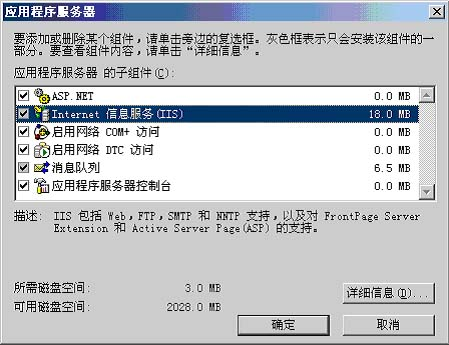 应用程序服务器
要添加或删除某个组件，请单击旁边的复选框。灰色框表示只会安装该组件的一
部分。要查看组件内容，请单击“详细信息”。
应用程序服务器 的子组件(C):
ASP.NET 0.0 MB
Internet 信息服务(IIS) 18.0 MB
启用网络 COM+ 访问 0.0 MB
启用网络 DTC 访问 0.0 MB
消息队列 6.5 MB
应用程序服务器控制台 0.0 MB
描述: IIS 包括 Web，FTP，SMTP 和 NNTP 支持，以及对 FrontPage Server
Extension 和 Active Server Page(ASP) 的支持。
所需磁盘空间: 3.0 MB
可用磁盘空间: 2028.0 MB
详细信息(D)...
确定 取消